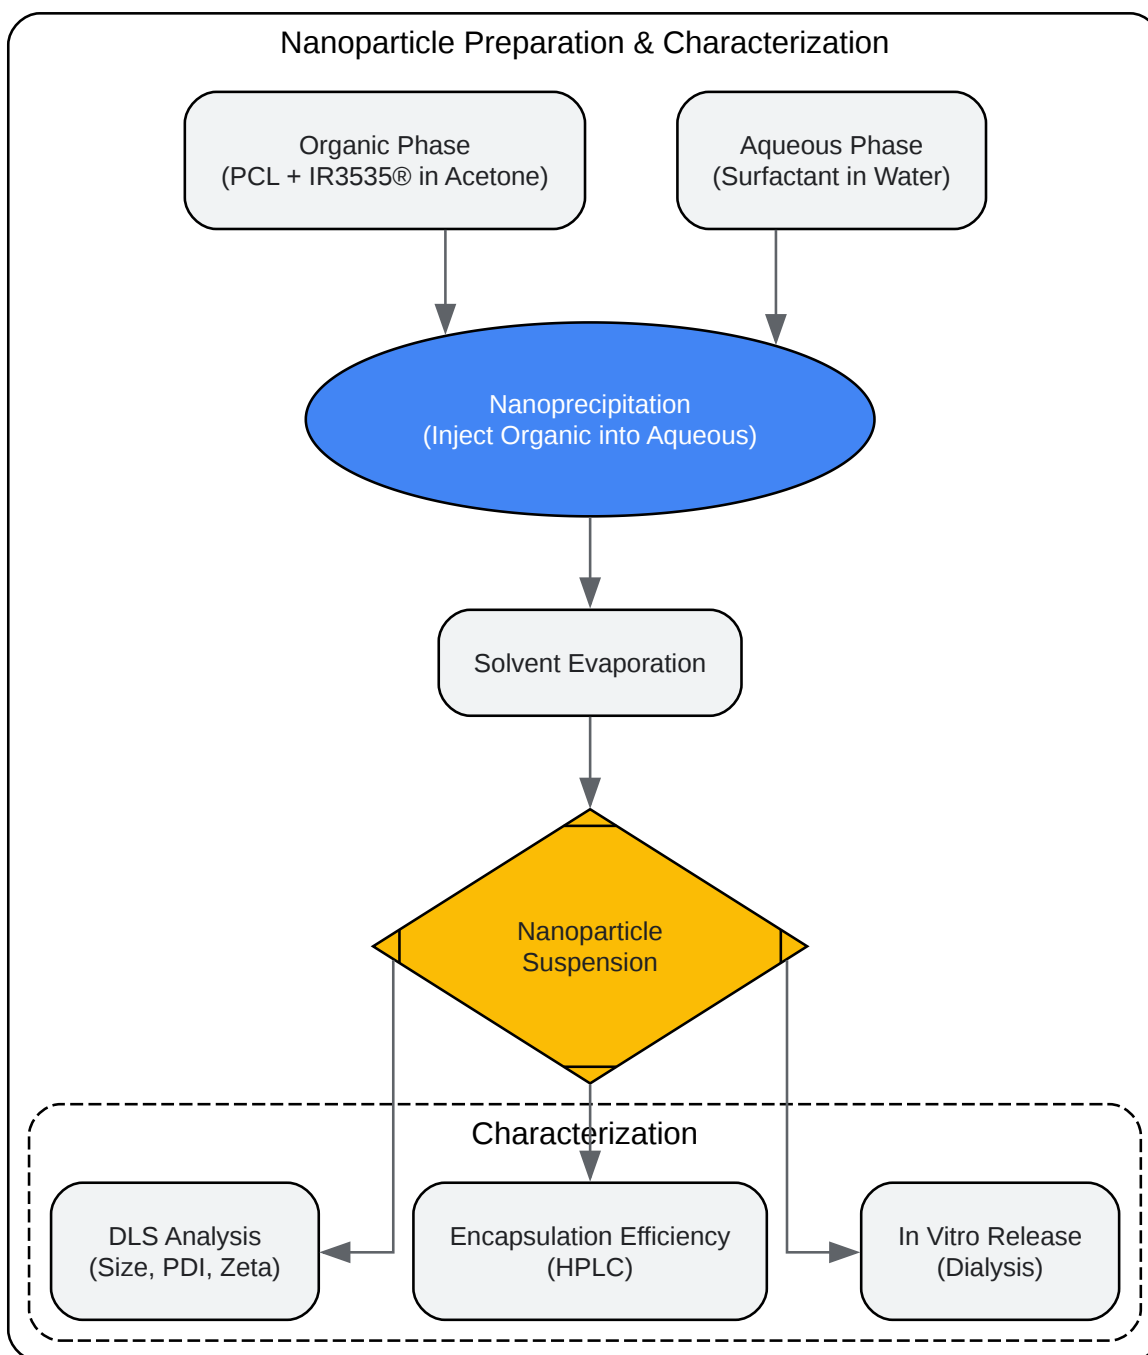 Nanoparticle Preparation & Characterization
Organic Phase
(PCL + IR3535® in Acetone)
Aqueous Phase
(Surfactant in Water)
Nanoprecipitation
(Inject Organic into Aqueous)
Solvent Evaporation
Nanoparticle
Suspension
Characterization
DLS Analysis
(Size, PDI, Zeta)
Encapsulation Efficiency
(HPLC)
In Vitro Release
(Dialysis)